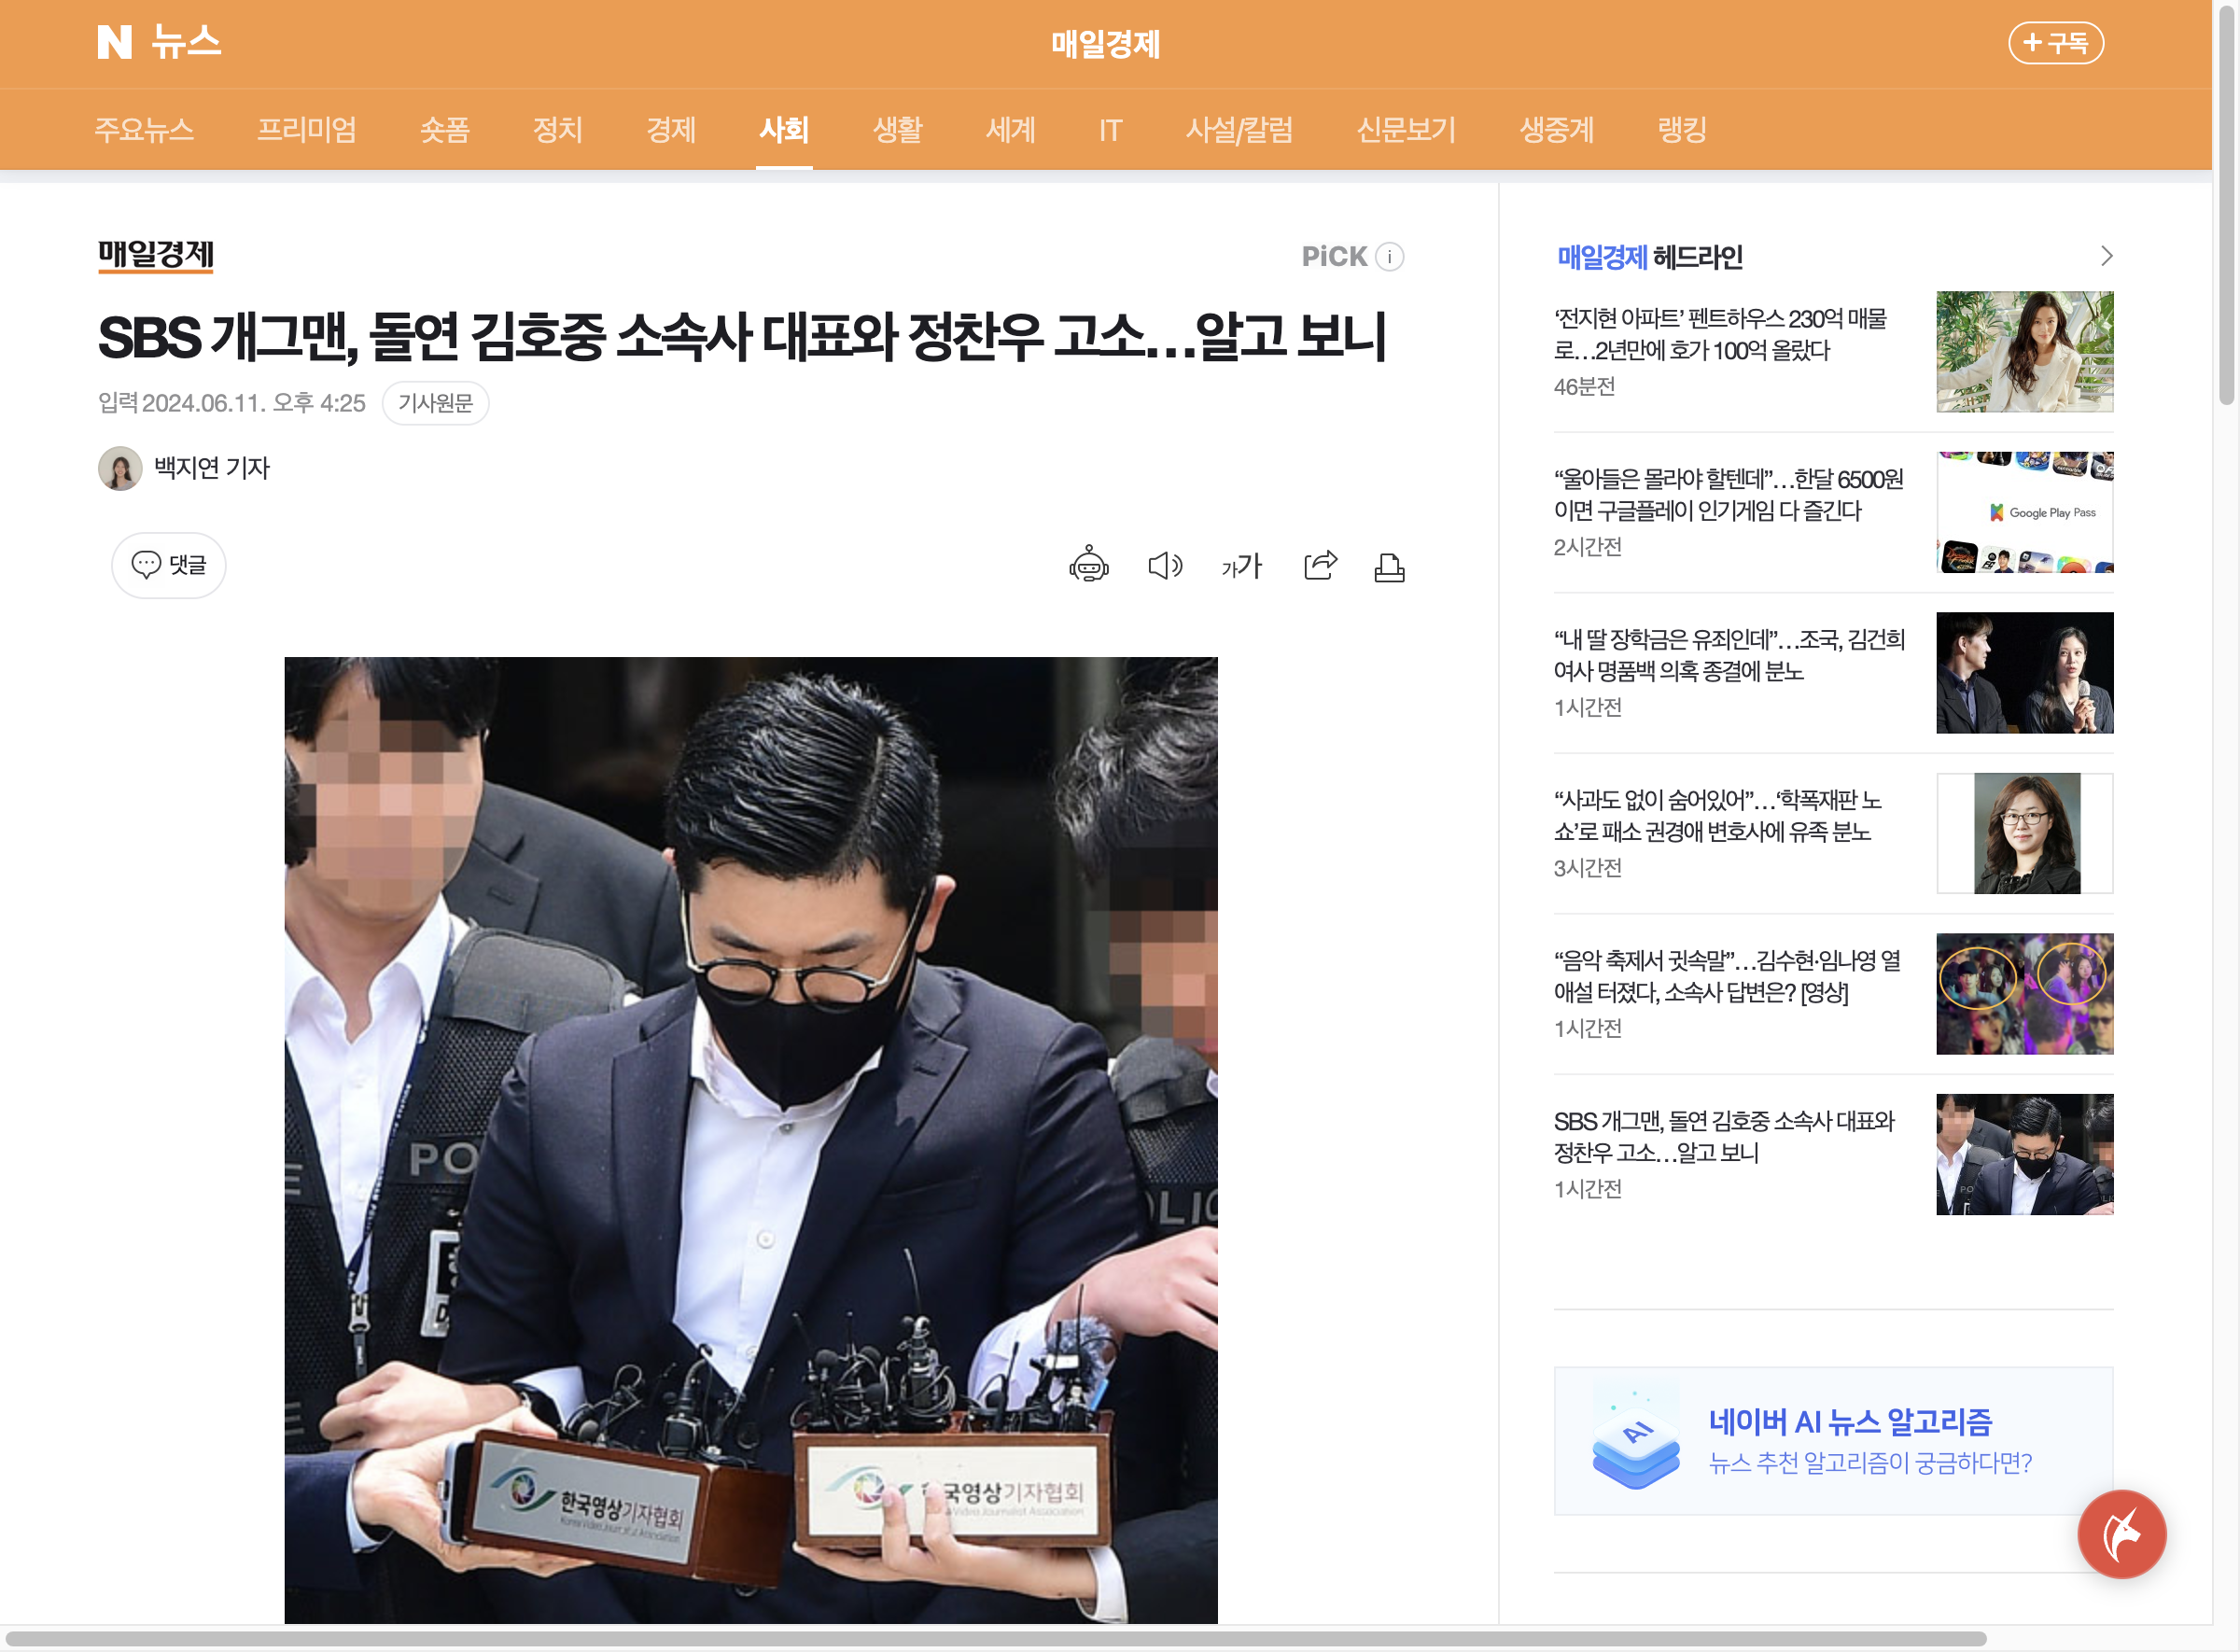 N 뉴스
매일경제
구독
주요뉴스 프리미엄 숏폼 정치 경제 사회 생활 세계 IT 사설/칼럼 신문보기 생중계 랭킹
매일경제
PiCK
SBS 개그맨, 돌연 김호중 소속사 대표와 정찬우 고소…알고 보니
입력 2024.06.11. 오후 4:25 기사원문
백지연 기자
댓글
가가
PO
LIC
한국영상기자협회
국영상기자협회
Video Journalist Association
매일경제 헤드라인
‘전지현 아파트’ 펜트하우스 230억 매물
로…2년만에 호가 100억 올랐다
46분전
“울아들은 몰라야 할텐데”…한달 6500원
이면 구글플레이 인기게임 다 즐긴다
2시간전
Google Play Pass
“내 딸 장학금은 유죄인데”…조국, 김건희
여사 명품백 의혹 종결에 분노
1시간전
“사과도 없이 숨어있어”…‘학폭재판 노
쇼’로 패소 권경애 변호사에 유족 분노
3시간전
“음악 축제서 귓속말”…김수현·임나영 열
애설 터졌다, 소속사 답변은? [영상]
1시간전
SBS 개그맨, 돌연 김호중 소속사 대표와
정찬우 고소…알고 보니
1시간전
AI
네이버 AI 뉴스 알고리즘
뉴스 추천 알고리즘이 궁금하다면?